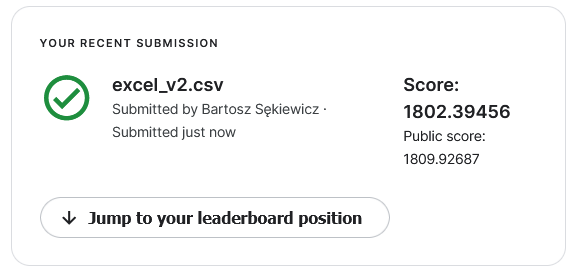 YOUR RECENT SUBMISSION
excel_v2.csv
Submitted by Bartosz Sękiewicz ·
Submitted just now
Score:
1802.39456
Public score:
1809.92687
Jump to your leaderboard position